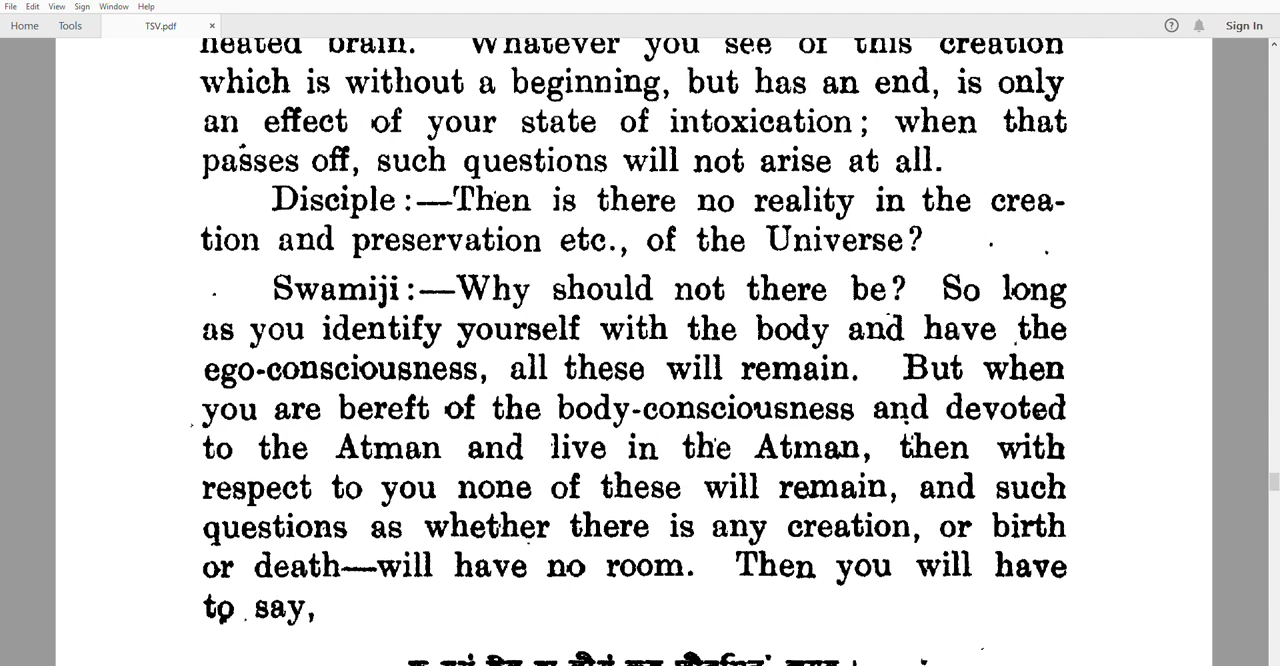 File Edit View Sign Window Help
Home Tools TSV.pdf × ? Sign In
heated brain. Whatever you see of this creation
which is without a beginning, but has an end, is only
an effect of your state of intoxication; when that
passes off, such questions will not arise at all.
Disciple:—Then is there no reality in the crea-
tion and preservation etc., of the Universe?
Swamiji:—Why should not there be? So long
as you identify yourself with the body and have the
ego-consciousness, all these will remain. But when
you are bereft of the body-consciousness and devoted
to the Atman and live in the Atman, then with
respect to you none of these will remain, and such
questions as whether there is any creation, or birth
or death—will have no room. Then you will have
to say,